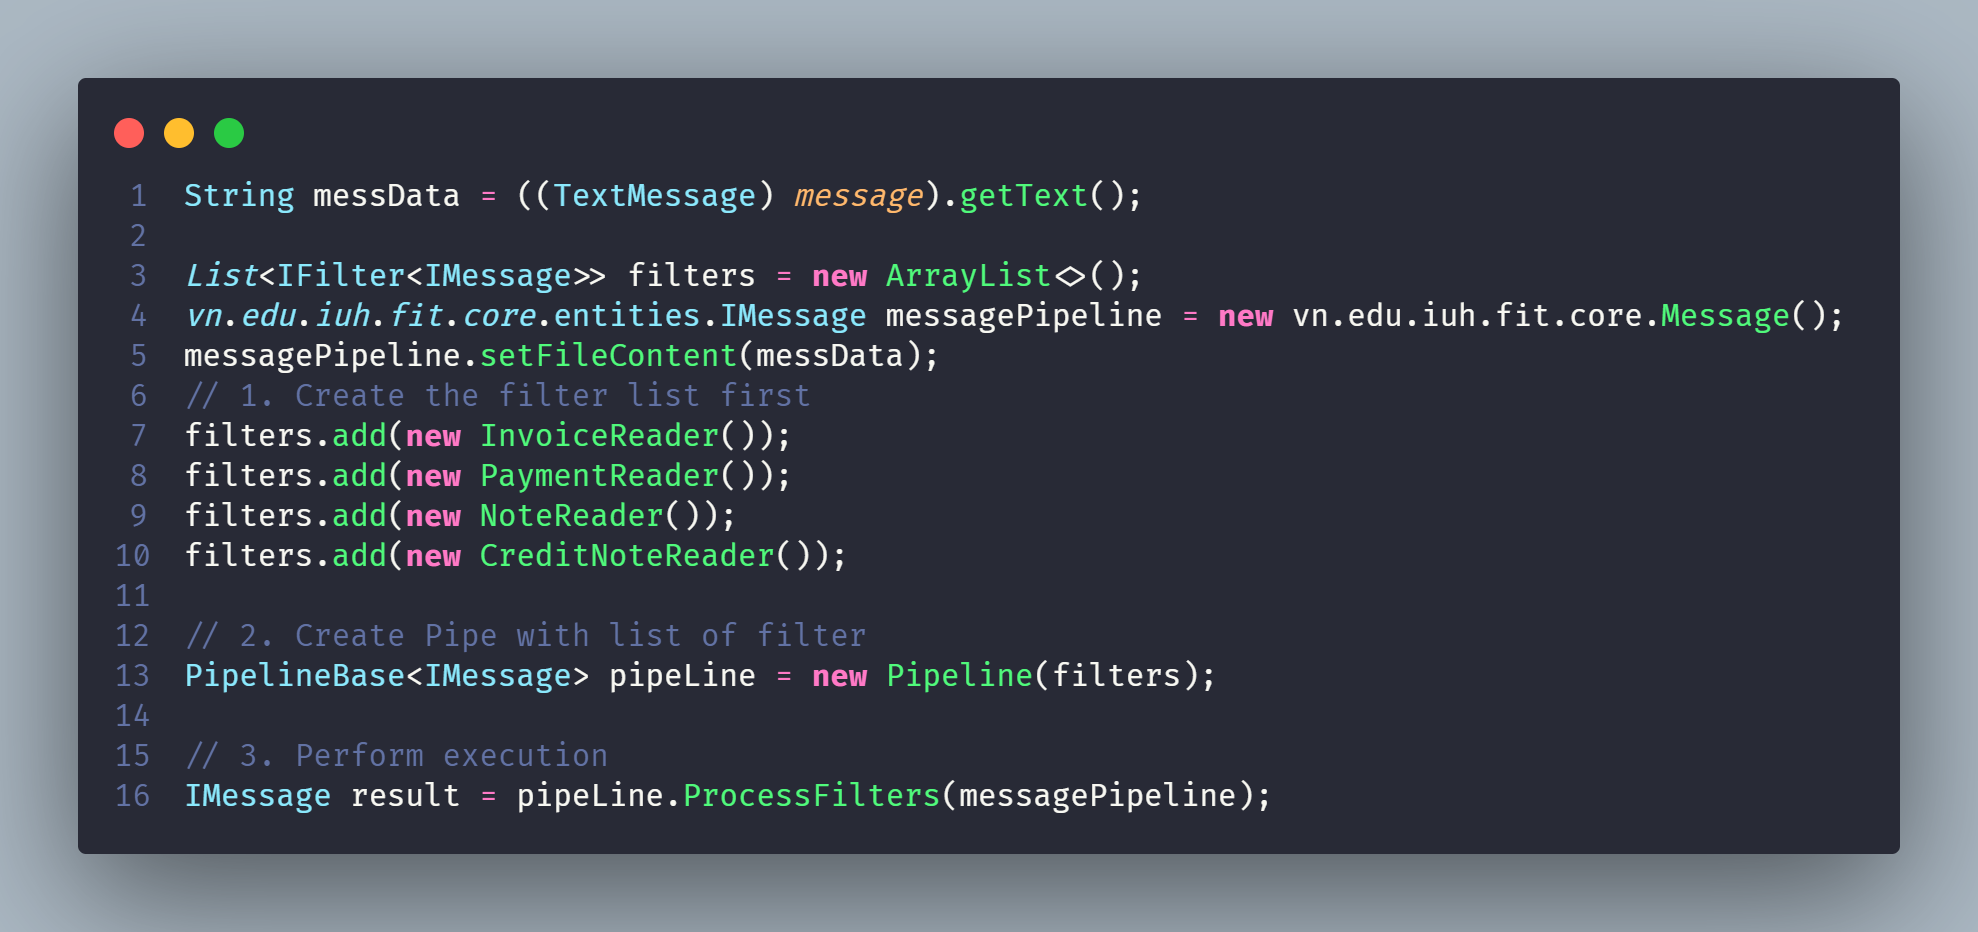 1 String messData = ((TextMessage) message).getText();
2
3 List<IFilter<IMessage>> filters = new ArrayList<>();
4 vn.edu.iuh.fit.core.entities.IMessage messagePipeline = new vn.edu.iuh.fit.core.Message();
5 messagePipeline.setFileContent(messData);
6 // 1. Create the filter list first
7 filters.add(new InvoiceReader());
8 filters.add(new PaymentReader());
9 filters.add(new NoteReader());
10 filters.add(new CreditNoteReader());
11
12 // 2. Create Pipe with list of filter
13 PipelineBase<IMessage> pipeLine = new Pipeline(filters);
14
15 // 3. Perform execution
16 IMessage result = pipeLine.ProcessFilters(messagePipeline);